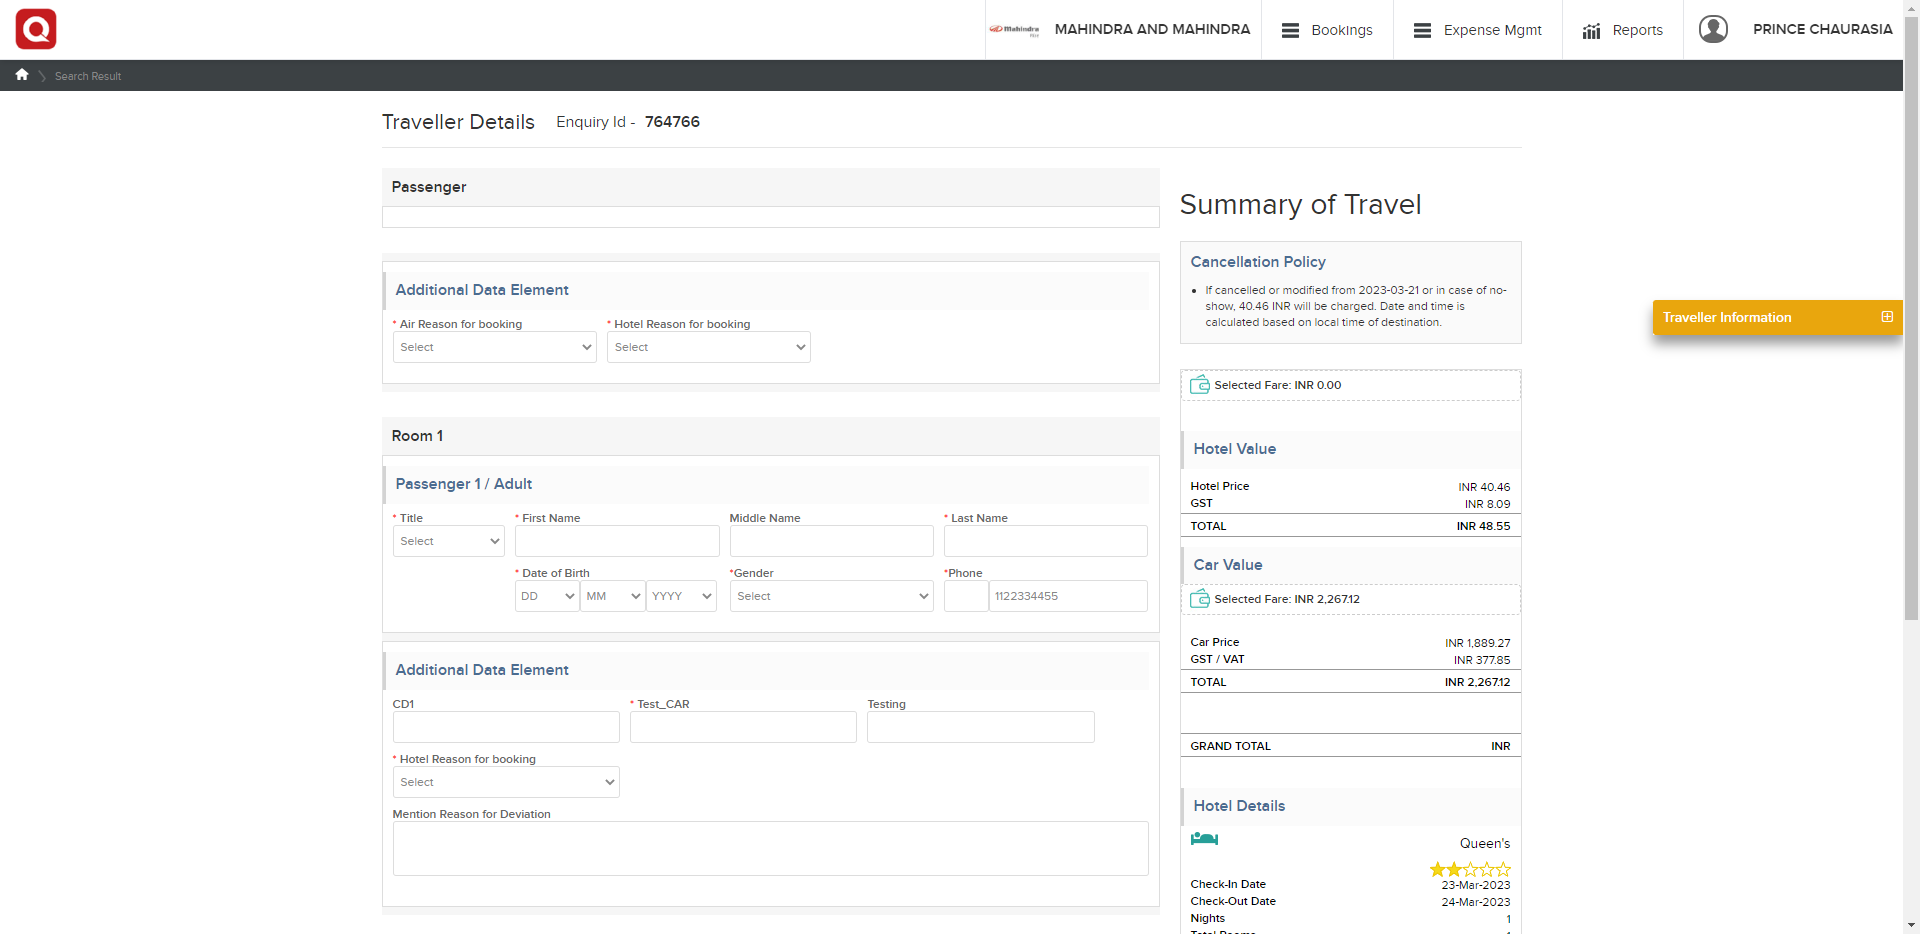 Mahindra
MAHINDRA AND MAHINDRA
Bookings
Expense Mgmt
Reports
PRINCE CHAURASIA
Search Result
Traveller Details
Enquiry Id - 764766
Passenger
Additional Data Element
* Air Reason for booking
* Hotel Reason for booking
Select
Select
Room 1
Passenger 1 / Adult
* Title
* First Name
Middle Name
* Last Name
Select
* Date of Birth
*Gender
*Phone
DD
MM
YYYY
Select
1122334455
Additional Data Element
CD1
* Test_CAR
Testing
* Hotel Reason for booking
Select
Mention Reason for Deviation
Summary of Travel
Cancellation Policy
If cancelled or modified from 2023-03-21 or in case of no-
show, 40.46 INR will be charged. Date and time is
calculated based on local time of destination.
Selected Fare: INR 0.00
Hotel Value
Hotel Price INR 40.46
GST INR 8.09
TOTAL INR 48.55
Car Value
Selected Fare: INR 2,267.12
Car Price INR 1,889.27
GST / VAT INR 377.85
TOTAL INR 2,267.12
GRAND TOTAL INR
Hotel Details
Queen's
Check-In Date 23-Mar-2023
Check-Out Date 24-Mar-2023
Nights 1
Traveller Information